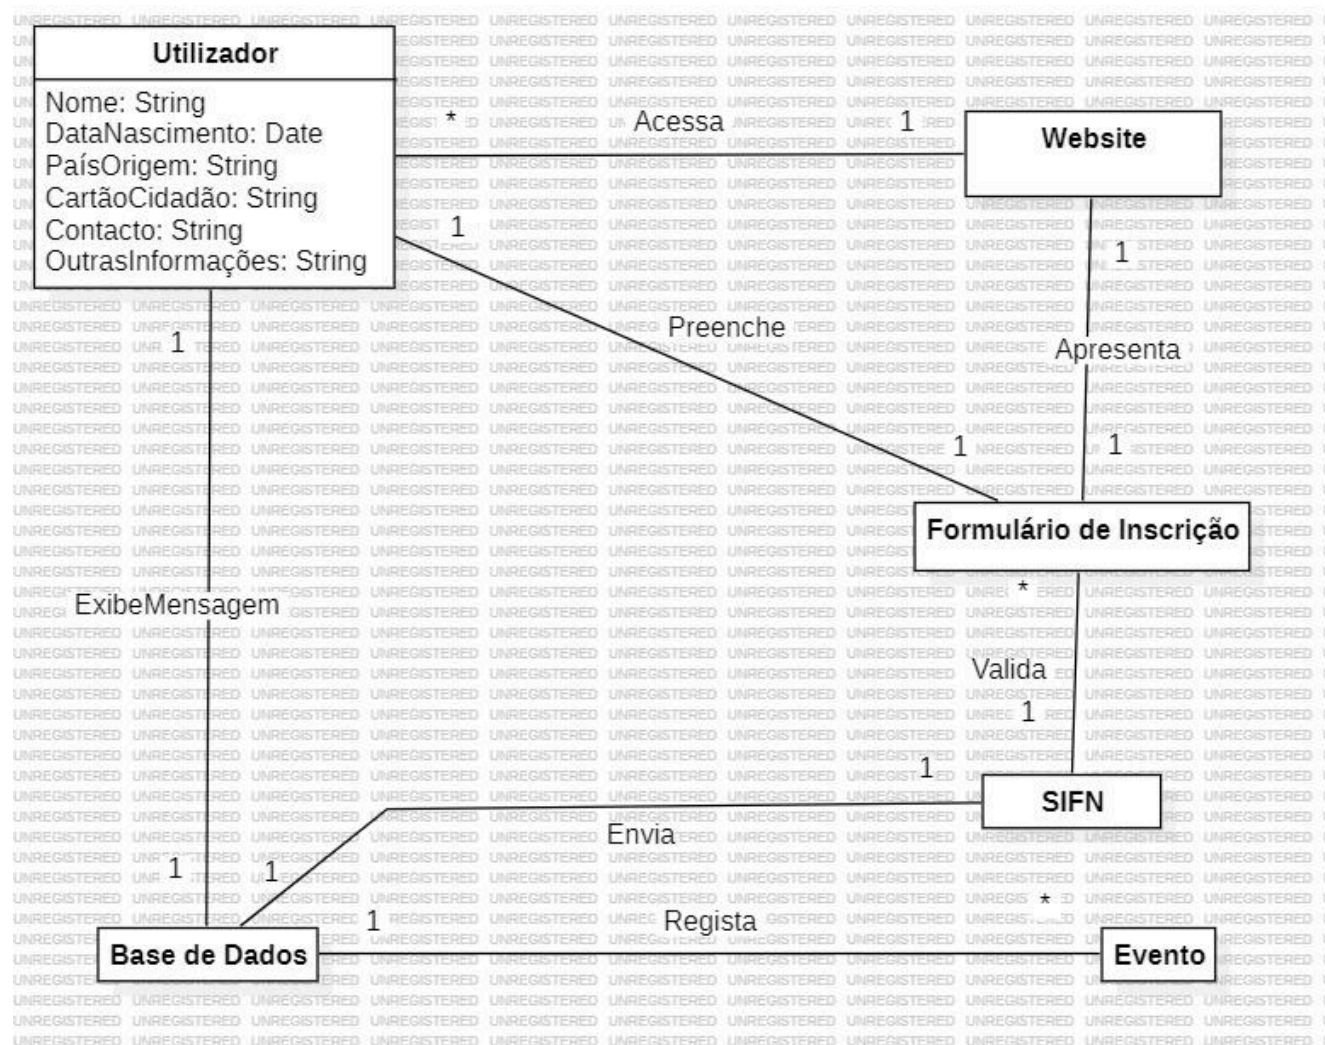 Utilizador
Nome: String
DataNascimento: Date
PaísOrigem: String
CartãoCidadão: String
Contacto: String
OutrasInformações: String
* Acessa 1
Website
1
1
Preenche
1
Apresenta
1
1
1
Formulário de Inscrição
*
ExibeMensagem
Valida
1
1
SIFN
Envia
1
1
1
Regista
*
Base de Dados
Evento
UNREGISTERED